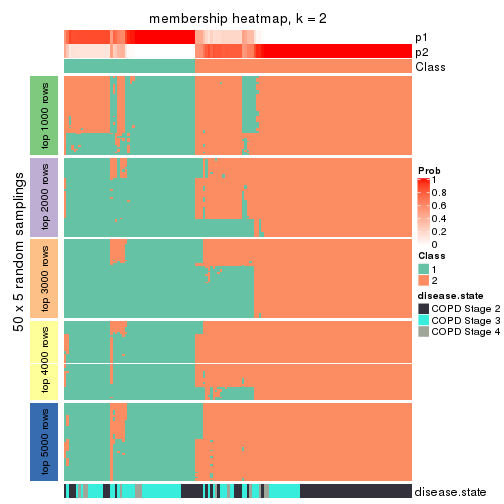 membership heatmap, k = 2
p1
p2
Class
50 x 5 random samplings
top 1000 rows
top 2000 rows
top 3000 rows
top 4000 rows
top 5000 rows
Prob
1
0.8
0.6
0.4
0.2
0
Class
1
2
disease.state
COPD Stage 2
COPD Stage 3
COPD Stage 4
disease.state